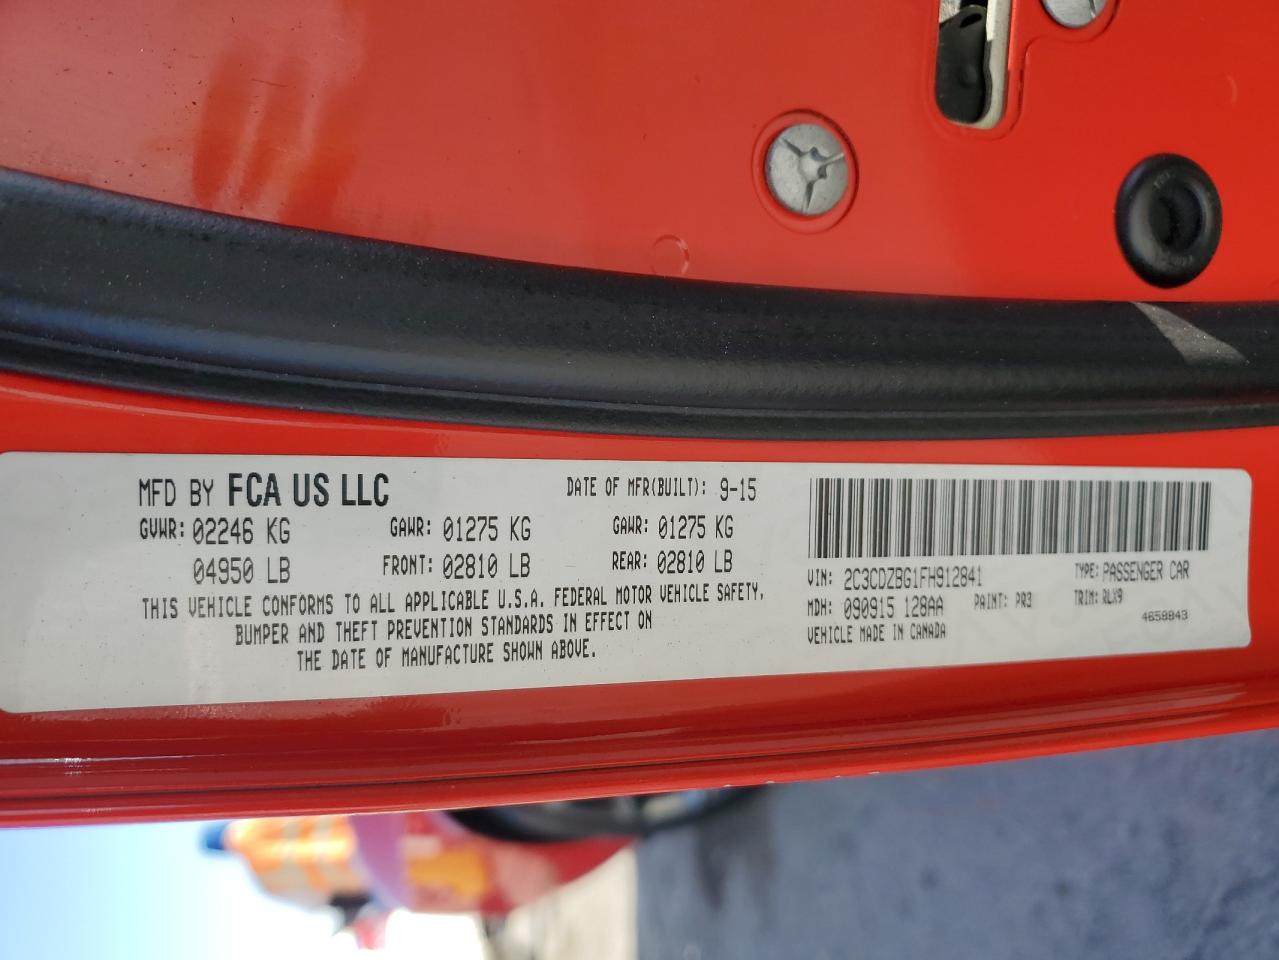 MFD BY FCA US LLC DATE OF MFR(BUILT): 9-15
GVWR: 02246 KG GAWR: 01275 KG GAWR: 01275 KG
04950 LB FRONT: 02810 LB REAR: 02810 LB
THIS VEHICLE CONFORMS TO ALL APPLICABLE U.S.A. FEDERAL MOTOR VEHICLE SAFETY,
BUMPER AND THEFT PREVENTION STANDARDS IN EFFECT ON
THE DATE OF MANUFACTURE SHOWN ABOVE.
VIN: 2C3CDZBG1FH912841 TYPE: PASSENGER CAR
MDH: 090915 128AA PAINT: PR3 TRIM: RLX9
VEHICLE MADE IN CANADA 4658843